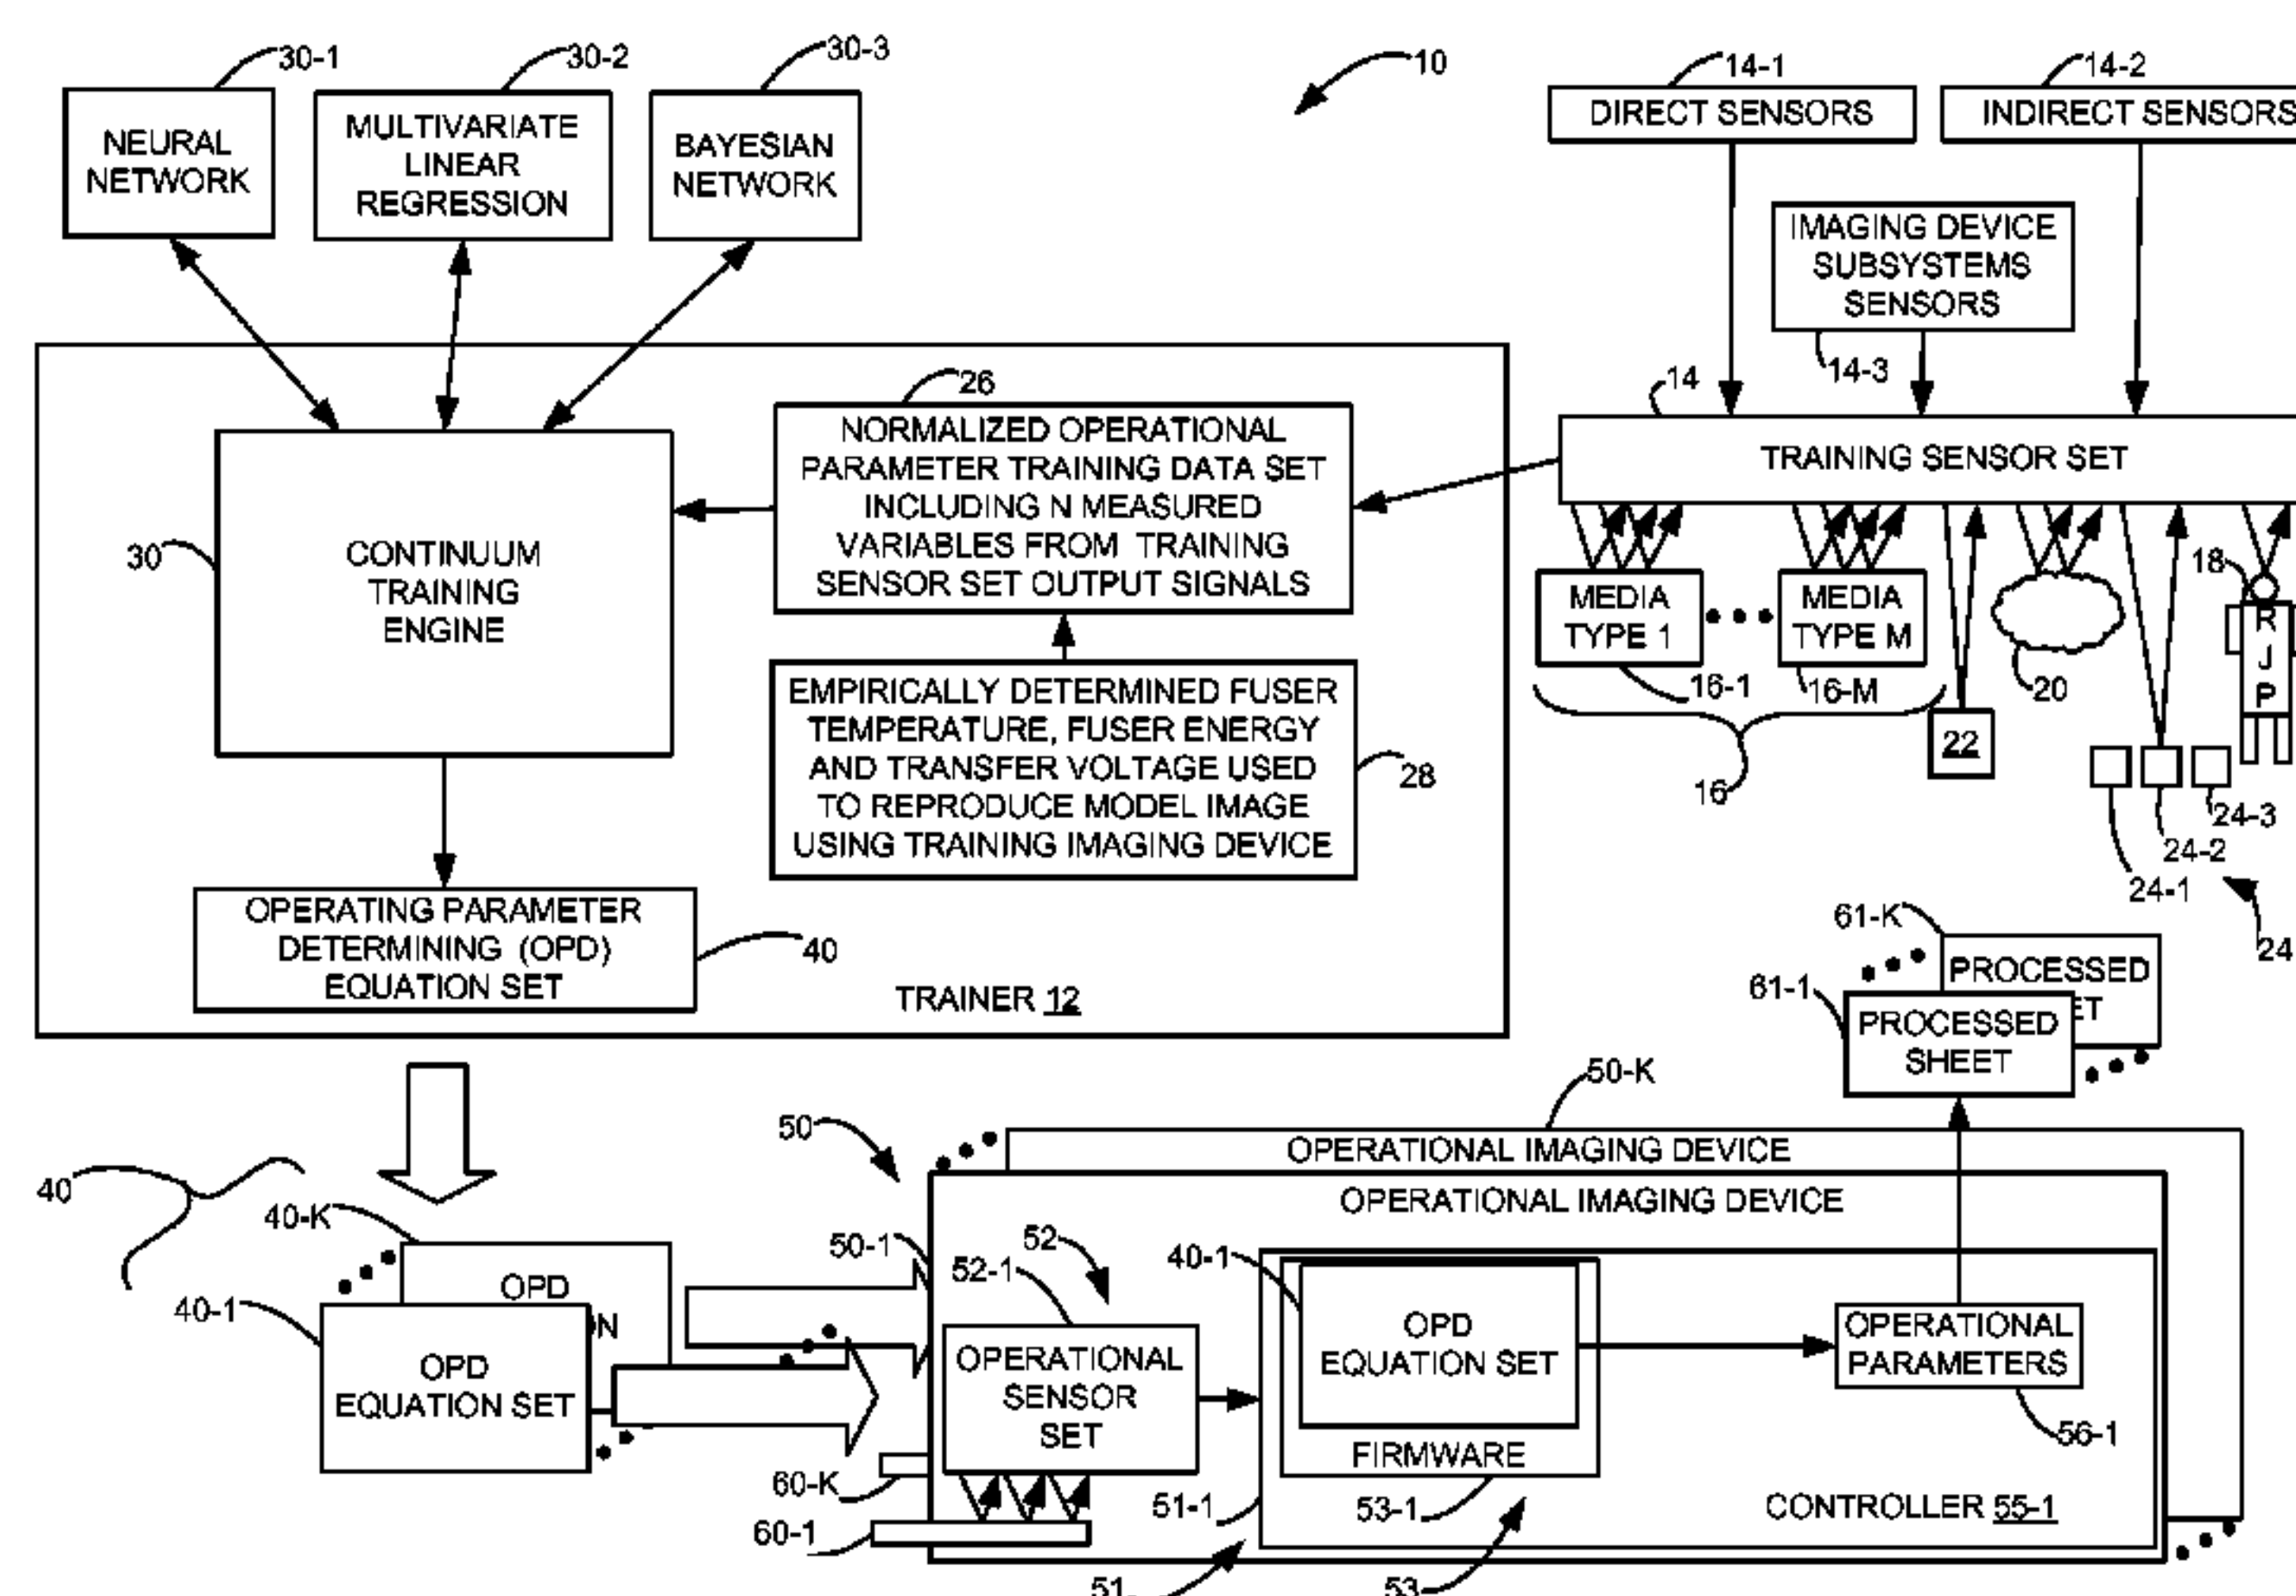 30-1
30-2
30-3
10
14-1
14-2
NEURAL
NETWORK
MULTIVARIATE
LINEAR
REGRESSION
BAYESIAN
NETWORK
DIRECT SENSORS
INDIRECT SENSORS
IMAGING DEVICE
SUBSYSTEMS
SENSORS
14-3
14
26
NORMALIZED OPERATIONAL
PARAMETER TRAINING DATA SET
INCLUDING N MEASURED
VARIABLES FROM TRAINING
SENSOR SET OUTPUT SIGNALS
TRAINING SENSOR SET
30
CONTINUUM
TRAINING
ENGINE
MEDIA
TYPE 1
MEDIA
TYPE M
18
R
J
P
16-1
16-M
20
22
16
EMPIRICALLY DETERMINED FUSER
TEMPERATURE, FUSER ENERGY
AND TRANSFER VOLTAGE USED
TO REPRODUCE MODEL IMAGE
USING TRAINING IMAGING DEVICE
28
24-3
24-2
24-1
24
OPERATING PARAMETER
DETERMINING (OPD)
EQUATION SET
40
TRAINER 12
61-K
PROCESSED
ET
61-1
PROCESSED
SHEET
50-K
50
OPERATIONAL IMAGING DEVICE
OPERATIONAL IMAGING DEVICE
40
40-K
OPD
N
40-1
OPD
EQUATION SET
50-1
52
52-1
OPERATIONAL
SENSOR
SET
40-1
OPD
EQUATION SET
FIRMWARE
OPERATIONAL
PARAMETERS
56-1
60-K
60-1
51-1
53-1
CONTROLLER 55-1
51
53